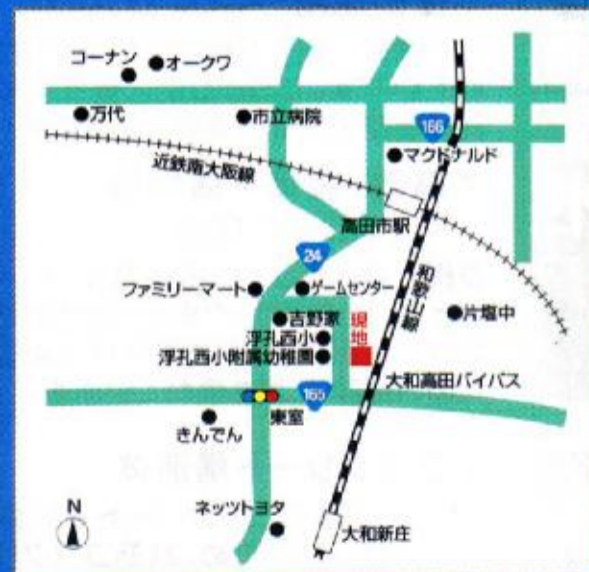 コーナン
オークワ
万代
市立病院
166
マクドナルド
近鉄南大阪線
高田市駅
24
和歌山線
ファミリーマート
ゲームセンター
吉野家
現地
片塩中
浮孔西小
浮孔西小附属幼稚園
大和高田バイパス
165
東室
きんでん
ネッツトヨタ
N
大和新庄